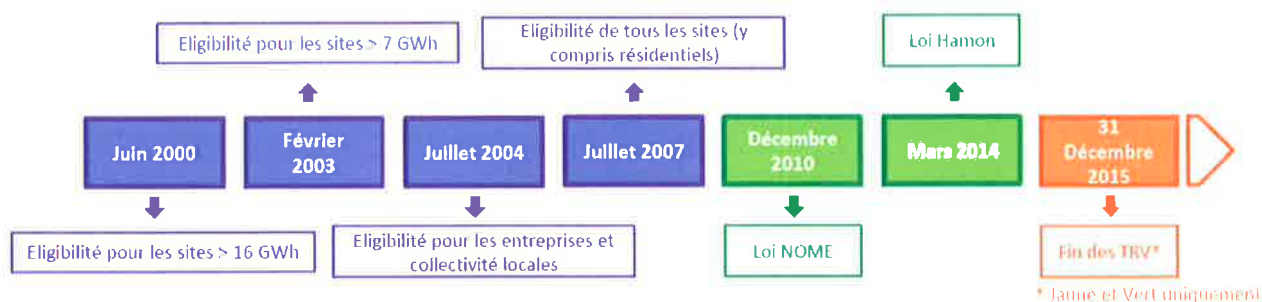 Eligibilité pour les sites > 7 GWh
Eligibilité de tous les sites (y
compris résidentiels)
Loi Hamon
Juin 2000
Février
2003
Juillet 2004
Juillet 2007
Décembre
2010
Mars 2014
31
Décembre
2015
Eligibilité pour les sites > 16 GWh
Eligibilité pour les entreprises et
collectivité locales
Loi NOME
Fin des TRV*
* Jaune et Vert uniquement